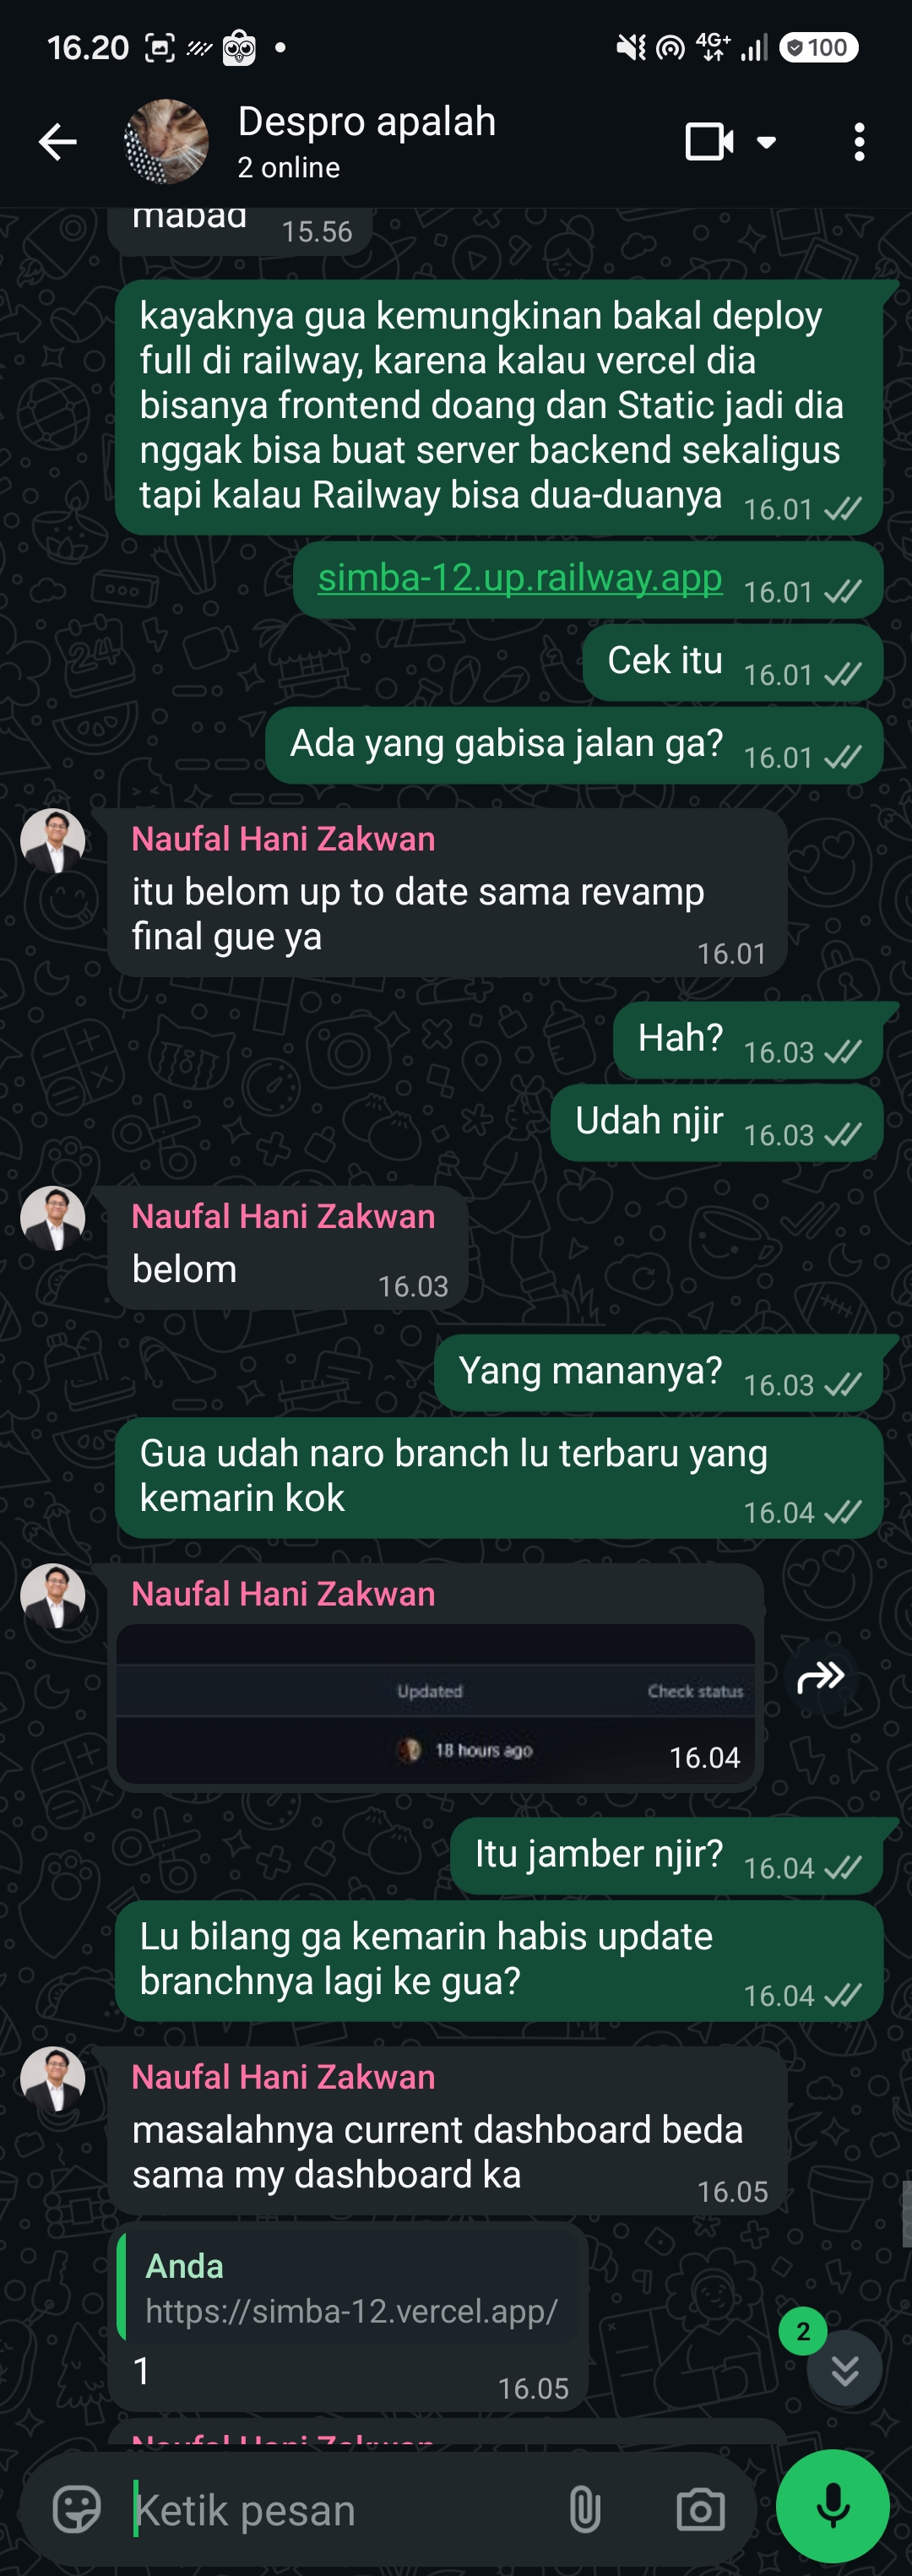 16.20
4G+
100
Despro apalah
2 online
mabad 15.56
kayaknya gua kemungkinan bakal deploy
full di railway, karena kalau vercel dia
bisanya frontend doang dan Static jadi dia
nggak bisa buat server backend sekaligus
tapi kalau Railway bisa dua-duanya 16.01
simba-12.up.railway.app 16.01
Cek itu 16.01
Ada yang gabisa jalan ga? 16.01
Naufal Hani Zakwan
itu belom up to date sama revamp
final gue ya 16.01
Hah? 16.03
Udah njir 16.03
Naufal Hani Zakwan
belom 16.03
Yang mananya? 16.03
Gua udah naro branch lu terbaru yang
kemarin kok 16.04
Naufal Hani Zakwan
Updated Check status
18 hours ago 16.04
Itu jamber njir? 16.04
Lu bilang ga kemarin habis update
branchnya lagi ke gua? 16.04
Naufal Hani Zakwan
masalahnya current dashboard beda
sama my dashboard ka 16.05
Anda
https://simba-12.vercel.app/
1 16.05
2
Naufal Hani Zakwan
Ketik pesan